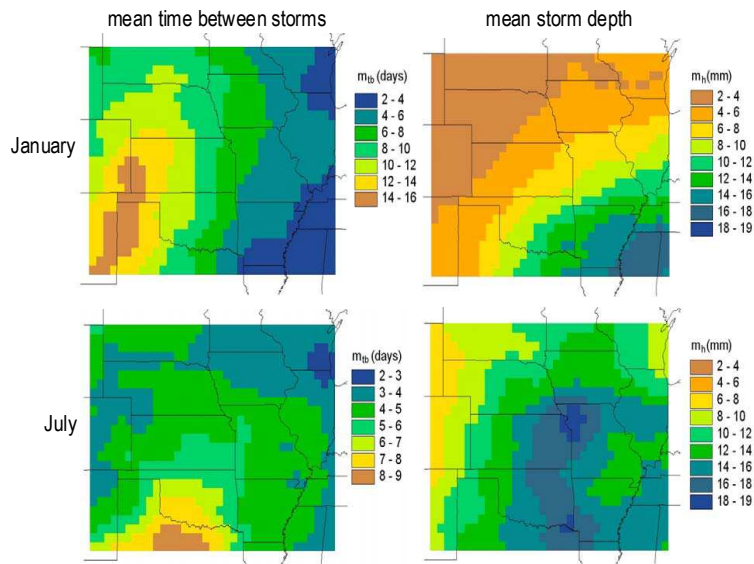 mean time between storms
mean storm depth
January
m_tb (days)
2 - 4
4 - 6
6 - 8
8 - 10
10 - 12
12 - 14
14 - 16
m_h (mm)
2 - 4
4 - 6
6 - 8
8 - 10
10 - 12
12 - 14
14 - 16
16 - 18
18 - 19
July
m_tb (days)
2 - 3
3 - 4
4 - 5
5 - 6
6 - 7
7 - 8
8 - 9
m_h (mm)
2 - 4
4 - 6
6 - 8
8 - 10
10 - 12
12 - 14
14 - 16
16 - 18
18 - 19